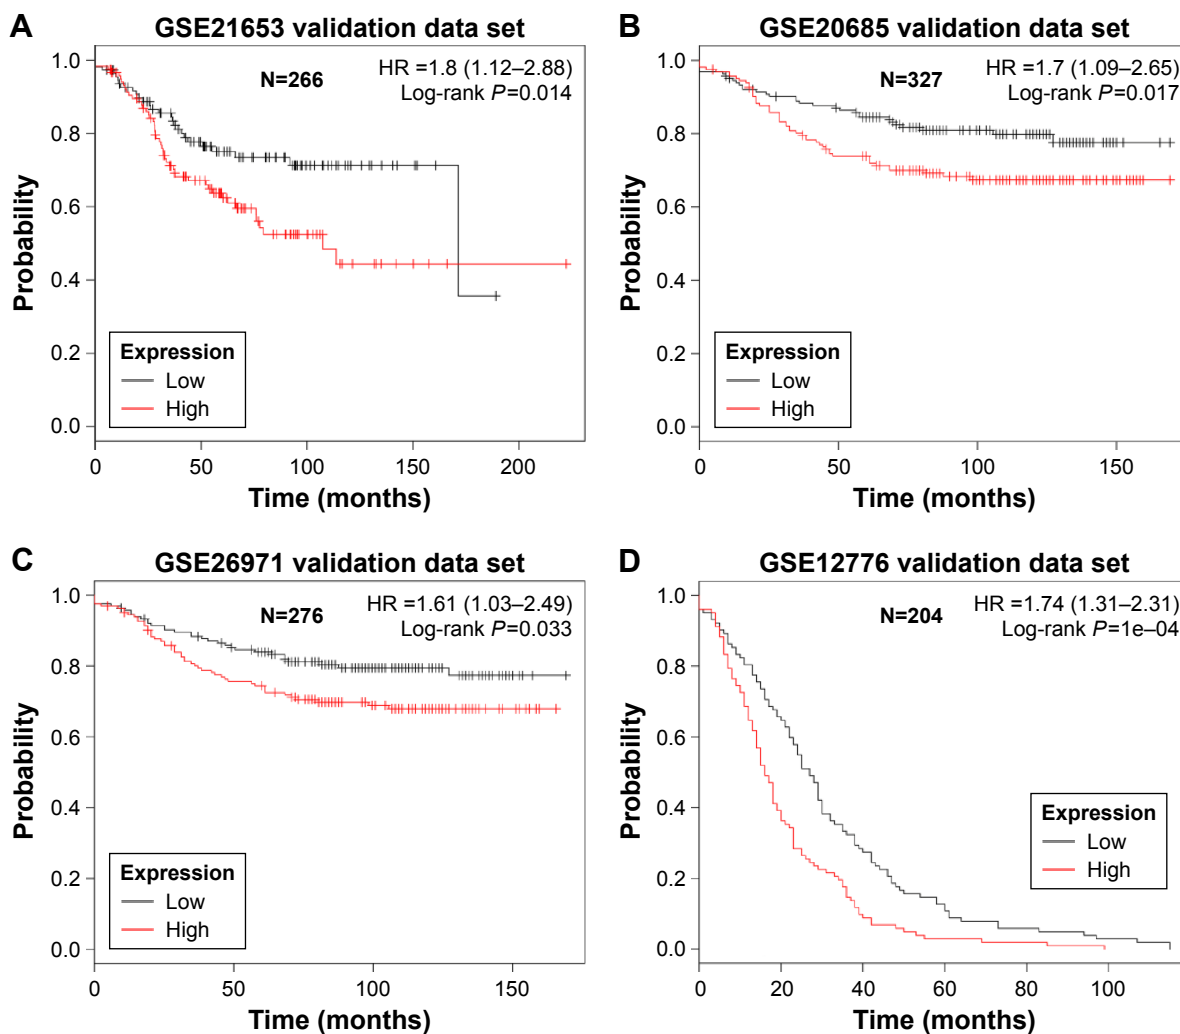 A
GSE21653 validation data set
N=266
HR =1.8 (1.12–2.88)
Log-rank P=0.014
Probability
1.0
0.8
0.6
0.4
0.2
0.0
Expression
Low
High
0 50 100 150 200
Time (months)
B
GSE20685 validation data set
N=327
HR =1.7 (1.09–2.65)
Log-rank P=0.017
Probability
1.0
0.8
0.6
0.4
0.2
0.0
Expression
Low
High
0 50 100 150
Time (months)
C
GSE26971 validation data set
N=276
HR =1.61 (1.03–2.49)
Log-rank P=0.033
Probability
1.0
0.8
0.6
0.4
0.2
0.0
Expression
Low
High
0 50 100 150
Time (months)
D
GSE12776 validation data set
N=204
HR =1.74 (1.31–2.31)
Log-rank P=1e–04
Probability
1.0
0.8
0.6
0.4
0.2
0.0
Expression
Low
High
0 20 40 60 80 100
Time (months)